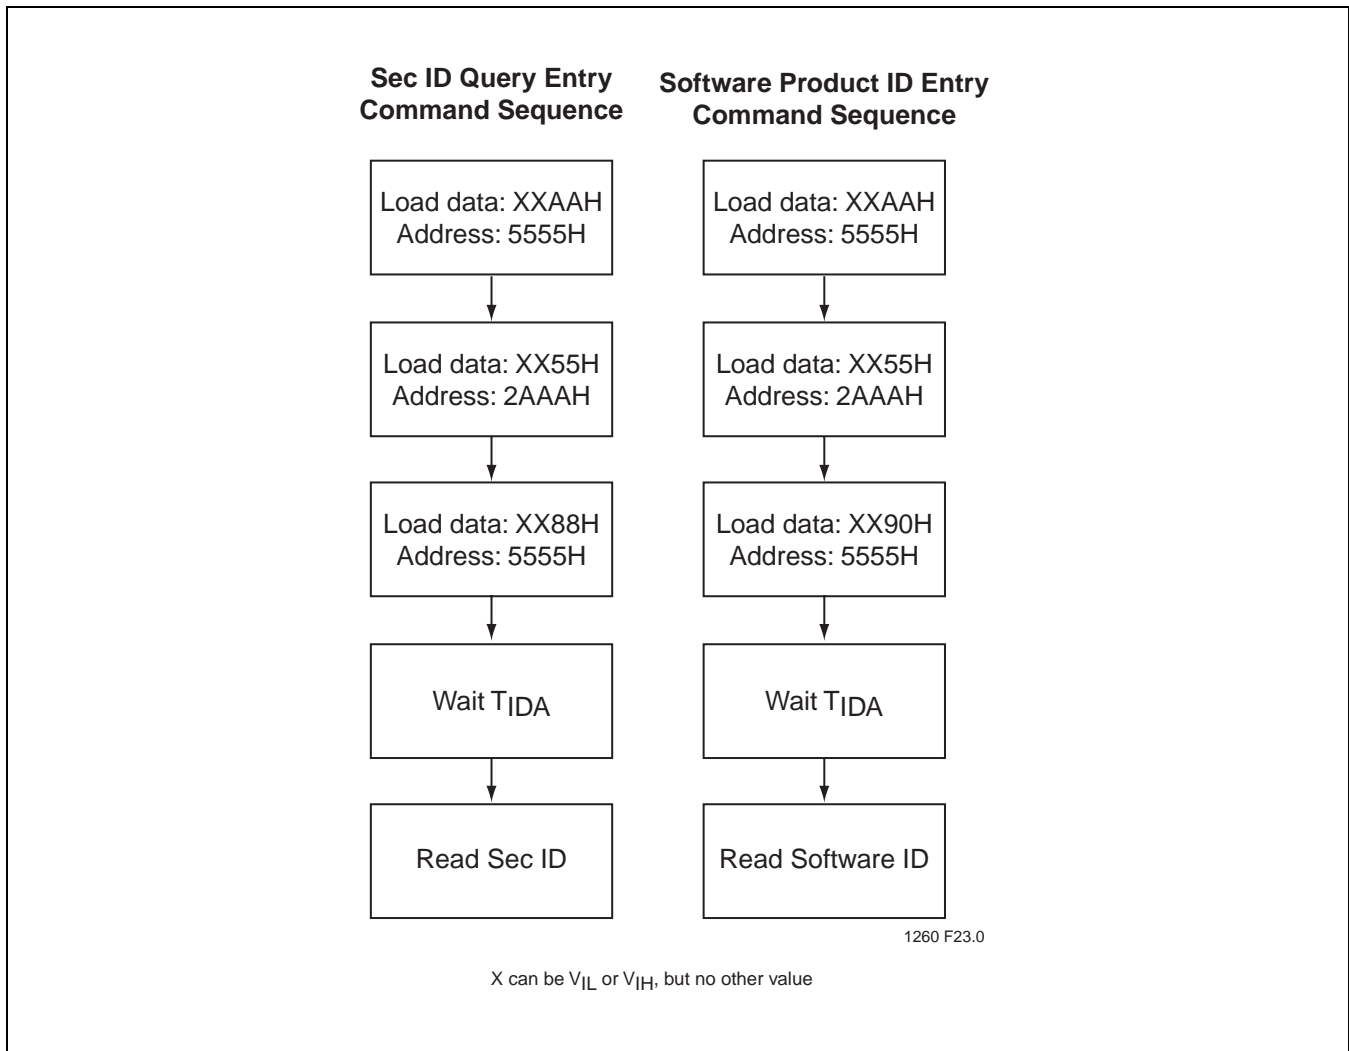 Sec ID Query Entry
Command Sequence
Load data: XXAAH
Address: 5555H
Load data: XX55H
Address: 2AAAH
Load data: XX88H
Address: 5555H
Wait TIDA
Read Sec ID
Software Product ID Entry
Command Sequence
Load data: XXAAH
Address: 5555H
Load data: XX55H
Address: 2AAAH
Load data: XX90H
Address: 5555H
Wait TIDA
Read Software ID
1260 F23.0
X can be VIL or VIH, but no other value